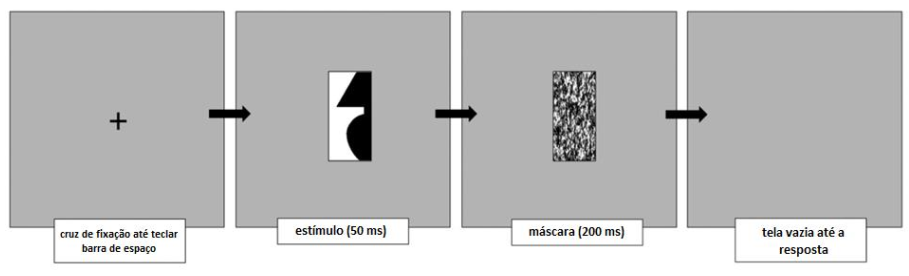 cruz de fixação até teclar
barra de espaço
estímulo (50 ms)
máscara (200 ms)
tela vazia até a
resposta